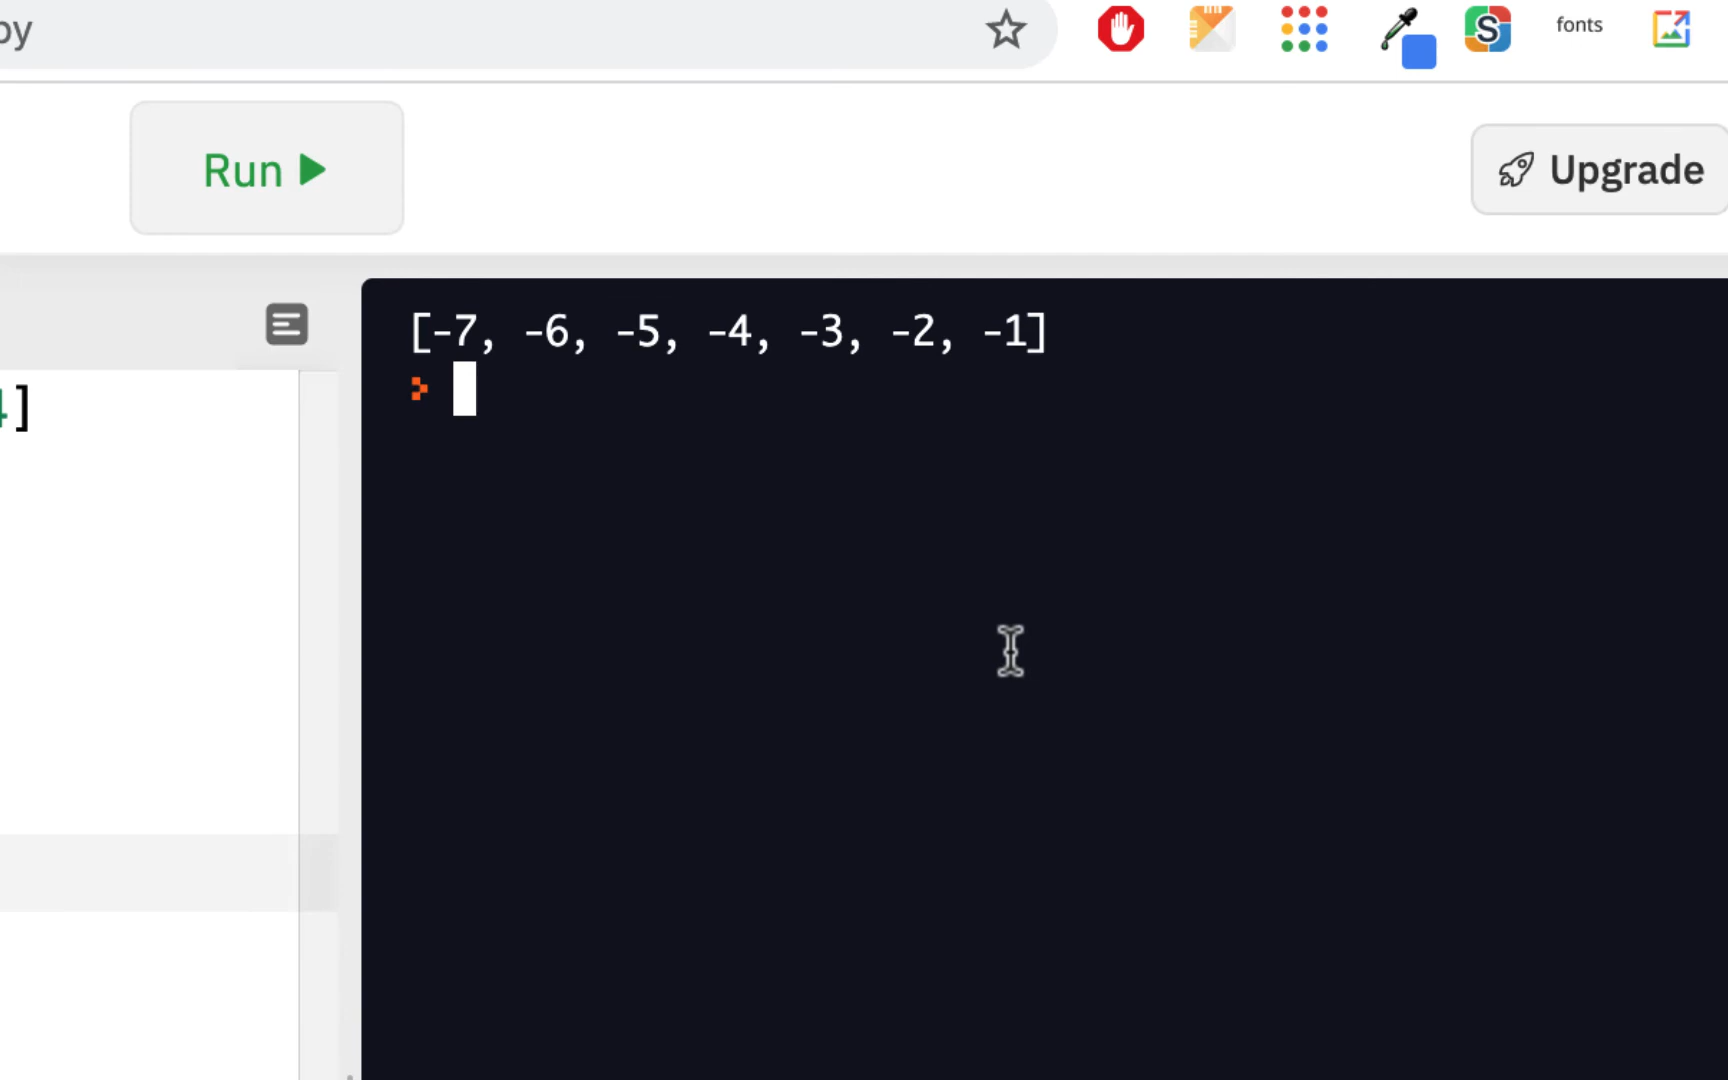 py
fonts
Run
Upgrade
[-7, -6, -5, -4, -3, -2, -1]
4]